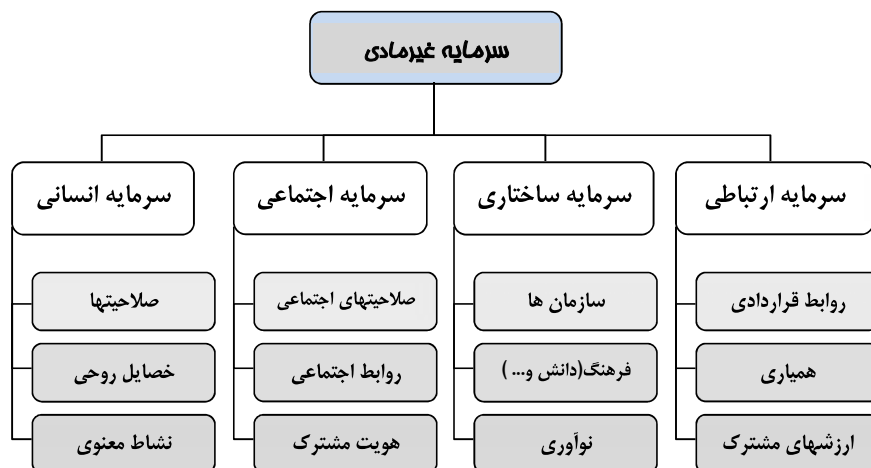 سرمایه غیرمادی
سرمایه ارتباطی
سرمایه ساختاری
سرمایه اجتماعی
سرمایه انسانی
روابط قراردادی
سازمان ها
صلاحیتهای اجتماعی
صلاحیتها
همیاری
فرهنگ(دانش و... )
روابط اجتماعی
خصایل روحی
ارزشهای مشترک
نوآوری
هویت مشترک
نشاط معنوی